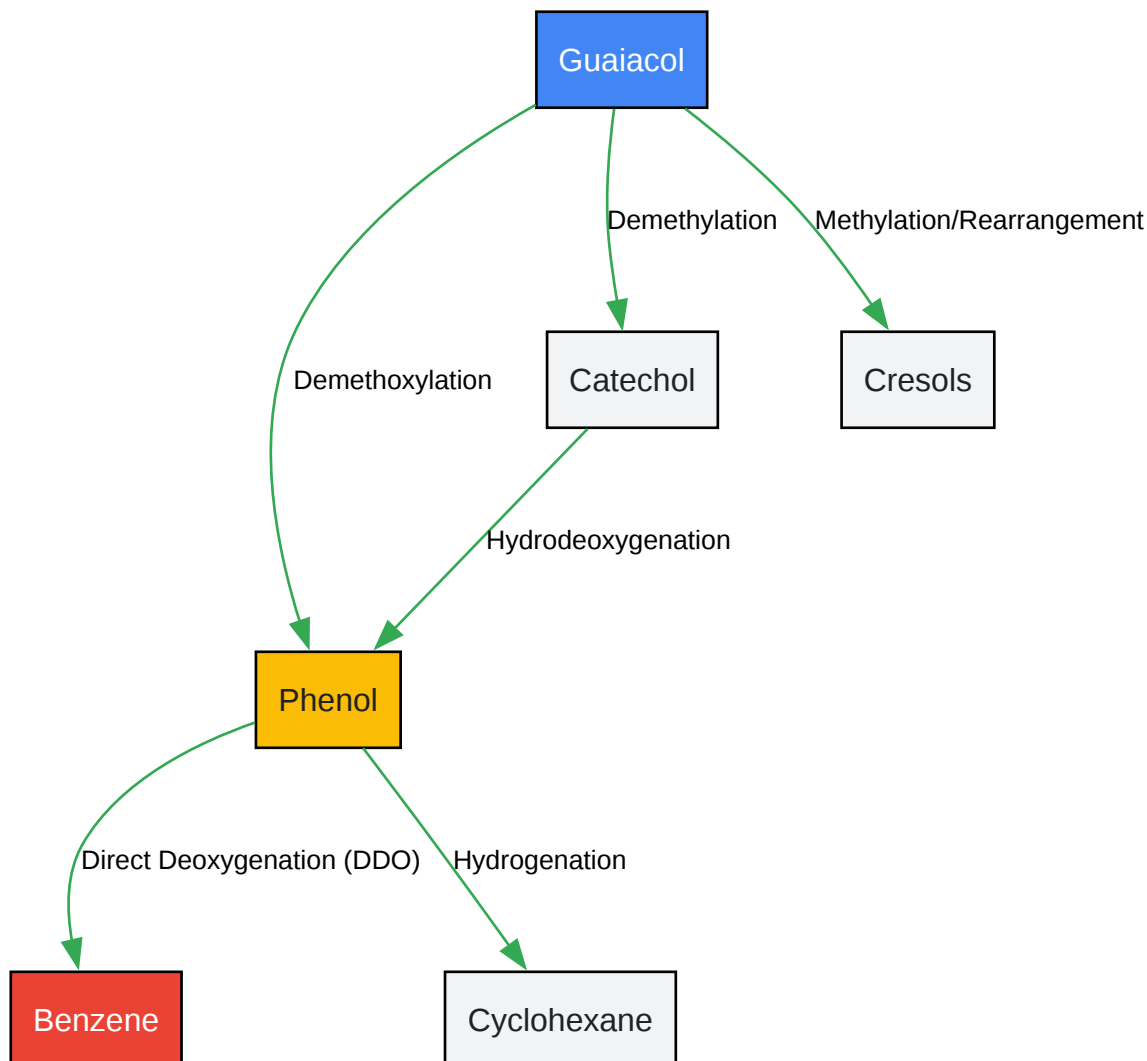 Guaiacol
Demethylation
Methylation/Rearrangement
Demethoxylation
Catechol
Cresols
Hydrodeoxygenation
Phenol
Direct Deoxygenation (DDO)
Hydrogenation
Benzene
Cyclohexane